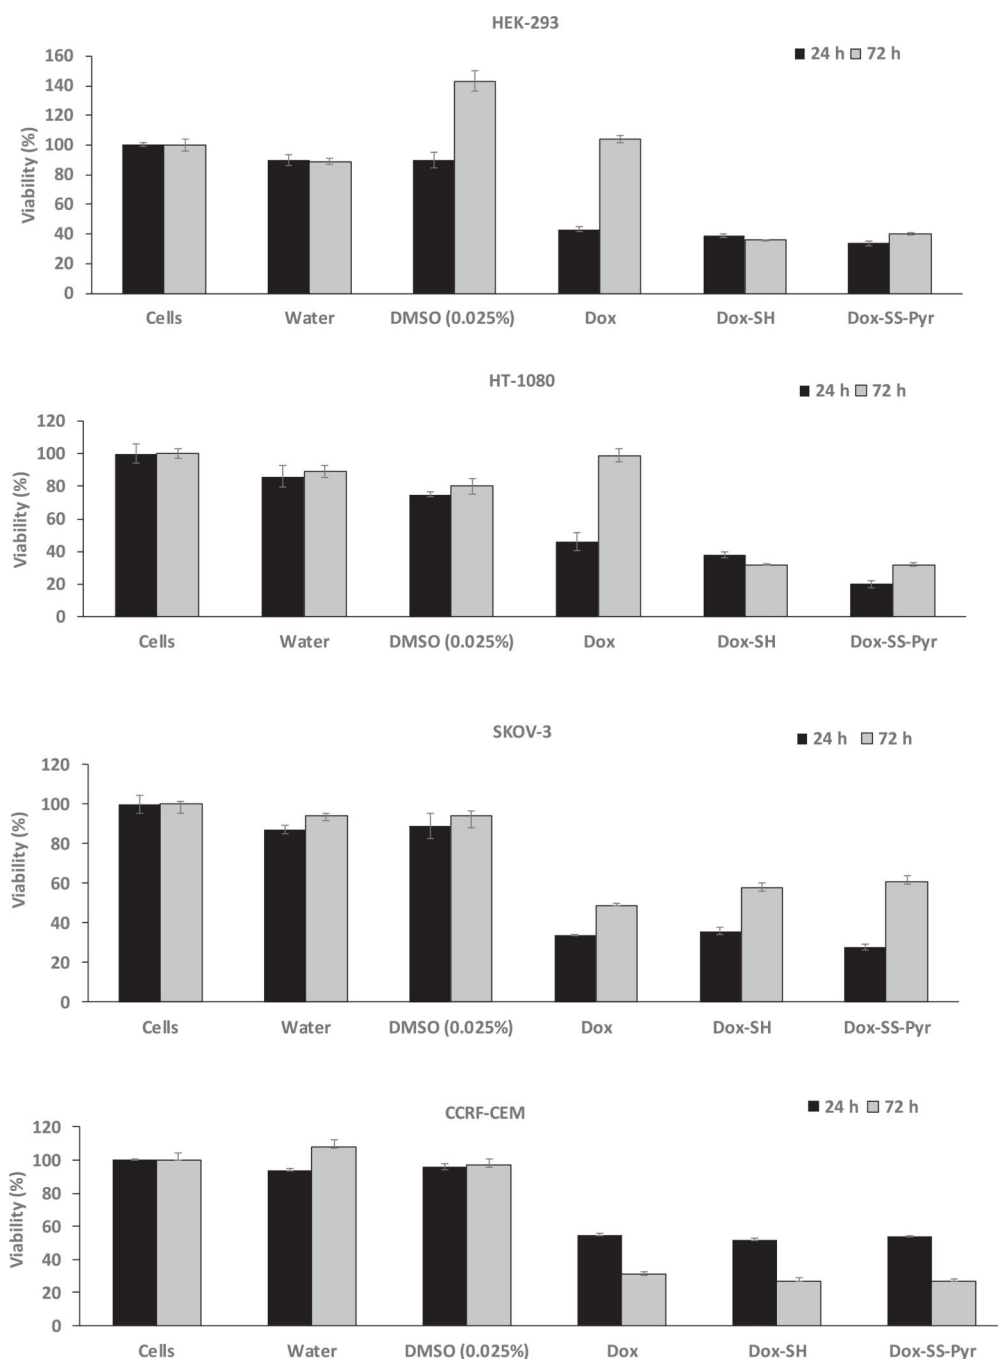 HEK-293
24 h 72 h
Viability (%)
160
140
120
100
80
60
40
20
0
Cells Water DMSO (0.025%) Dox Dox-SH Dox-SS-Pyr
HT-1080
24 h 72 h
Viability (%)
120
100
80
60
40
20
0
Cells Water DMSO (0.025%) Dox Dox-SH Dox-SS-Pyr
SKOV-3
24 h 72 h
Viability (%)
120
100
80
60
40
20
0
Cells Water DMSO (0.025%) Dox Dox-SH Dox-SS-Pyr
CCRF-CEM
24 h 72 h
Viability (%)
120
100
80
60
40
20
0
Cells Water DMSO (0.025%) Dox Dox-SH Dox-SS-Pyr